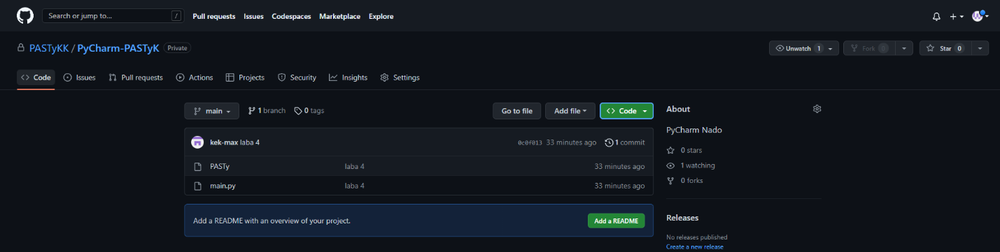 Search or jump to... / Pull requests Issues Codespaces Marketplace Explore
PASTyKK / PyCharm-PASTyK Private Unwatch 1 Fork 0 Star 0
Code Issues Pull requests Actions Projects Security Insights Settings
main 1 branch 0 tags Go to file Add file Code
kek-max laba 4 0c0f013 33 minutes ago 1 commit
PASTy laba 4 33 minutes ago
main.py laba 4 33 minutes ago
Add a README with an overview of your project. Add a README
About
PyCharm Nado
0 stars
1 watching
0 forks
Releases
No releases published
Create a new release